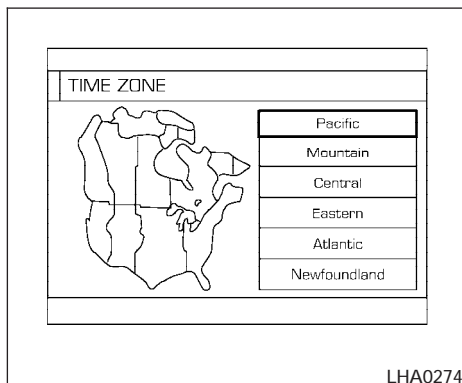 TIME ZONE
Pacific
Mountain
Central
Eastern
Atlantic
Newfoundland
LHA0274